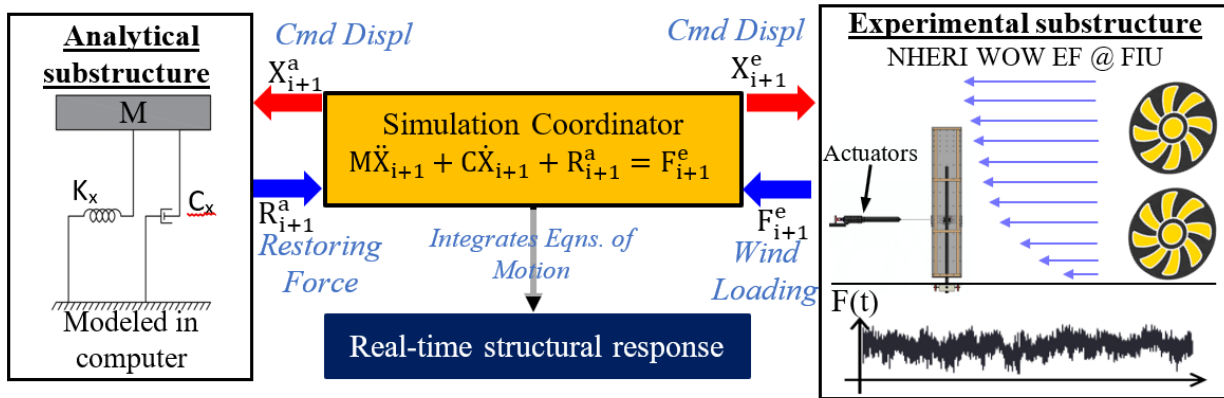 Analytical
substructure
M
K_x
C_x
Modeled in
computer
Cmd Displ
X^a_{i+1}
R^a_{i+1}
Restoring
Force
Simulation Coordinator
MẌ_{i+1} + CẊ_{i+1} + R^a_{i+1} = F^e_{i+1}
Integrates Eqns. of
Motion
Real-time structural response
Cmd Displ
X^e_{i+1}
F^e_{i+1}
Wind
Loading
Experimental substructure
NHERI WOW EF @ FIU
Actuators
F(t)